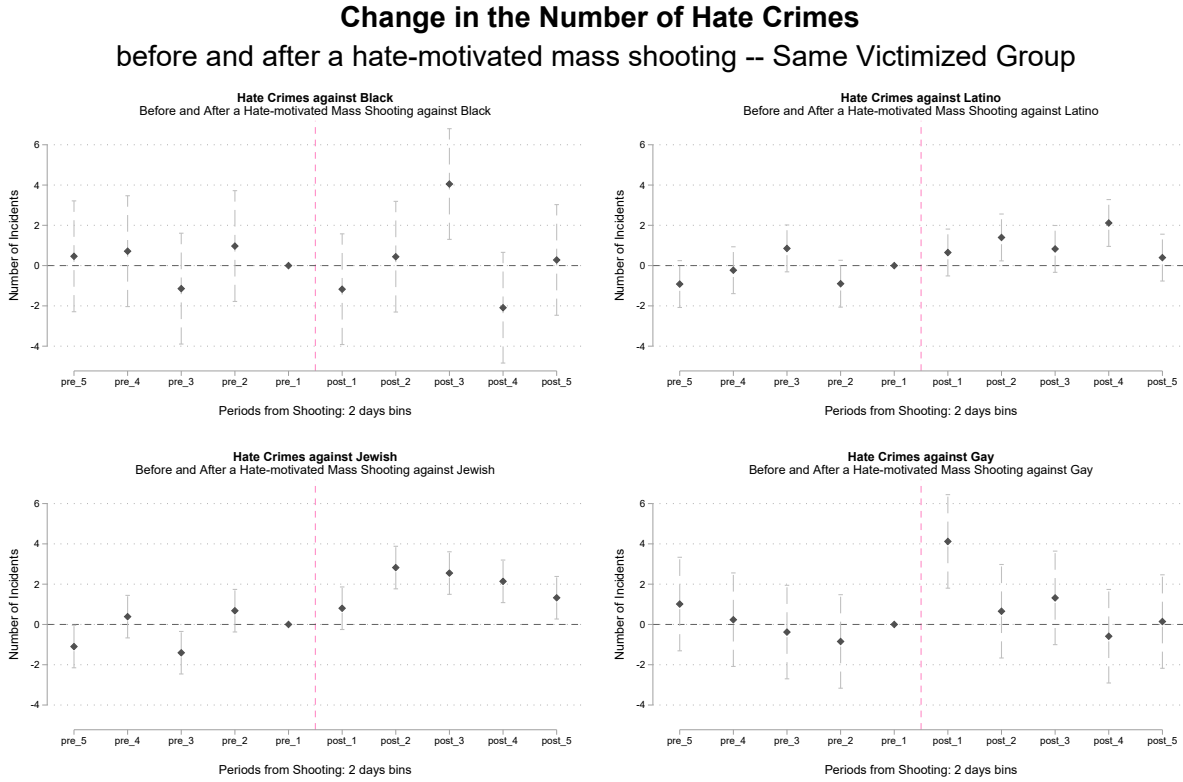 Change in the Number of Hate Crimes
before and after a hate-motivated mass shooting -- Same Victimized Group
Hate Crimes against Black
Before and After a Hate-motivated Mass Shooting against Black
Number of Incidents
6
4
2
0
-2
-4
pre_5 pre_4 pre_3 pre_2 pre_1 post_1 post_2 post_3 post_4 post_5
Periods from Shooting: 2 days bins
Hate Crimes against Latino
Before and After a Hate-motivated Mass Shooting against Latino
Number of Incidents
6
4
2
0
-2
-4
pre_5 pre_4 pre_3 pre_2 pre_1 post_1 post_2 post_3 post_4 post_5
Periods from Shooting: 2 days bins
Hate Crimes against Jewish
Before and After a Hate-motivated Mass Shooting against Jewish
Number of Incidents
6
4
2
0
-2
-4
pre_5 pre_4 pre_3 pre_2 pre_1 post_1 post_2 post_3 post_4 post_5
Periods from Shooting: 2 days bins
Hate Crimes against Gay
Before and After a Hate-motivated Mass Shooting against Gay
Number of Incidents
6
4
2
0
-2
-4
pre_5 pre_4 pre_3 pre_2 pre_1 post_1 post_2 post_3 post_4 post_5
Periods from Shooting: 2 days bins